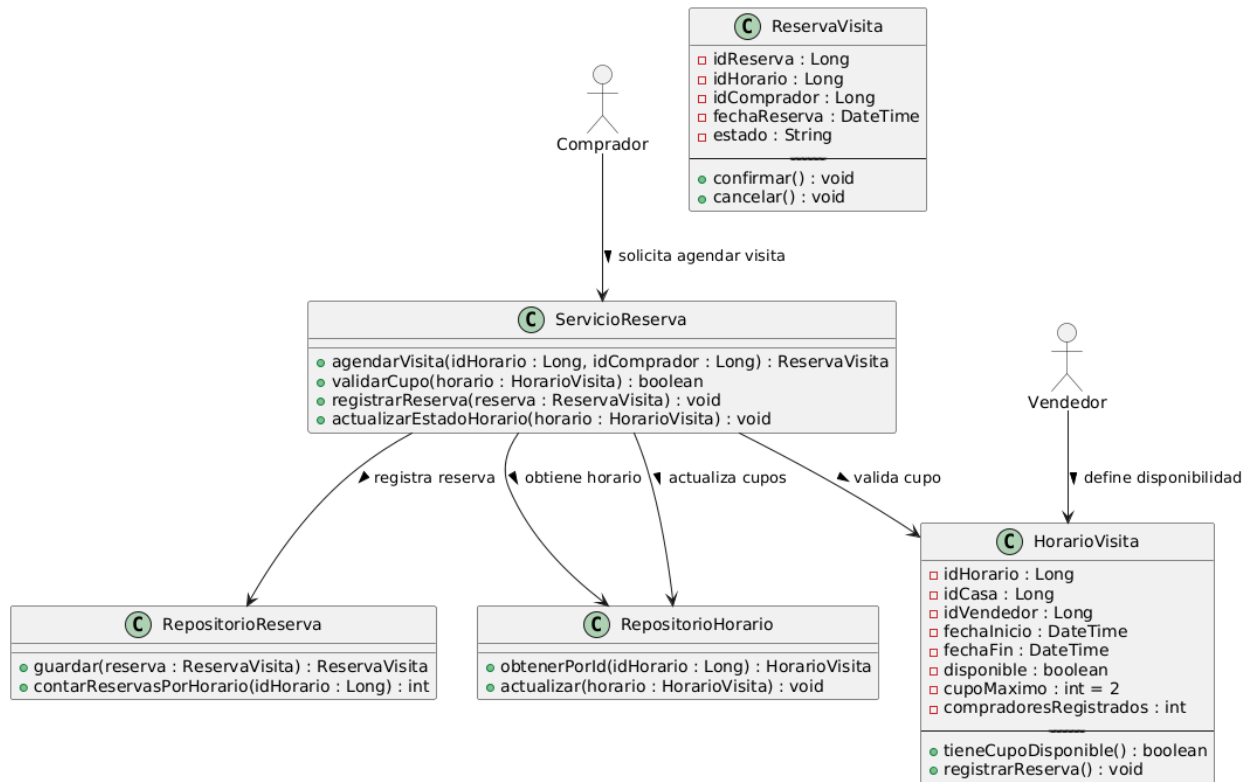 C ReservaVisita
idReserva : Long
idHorario : Long
idComprador : Long
fechaReserva : DateTime
estado : String
confirmar() : void
cancelar() : void
Comprador
solicita agendar visita
C ServicioReserva
agendarVisita(idHorario : Long, idComprador : Long) : ReservaVisita
validarCupo(horario : HorarioVisita) : boolean
registrarReserva(reserva : ReservaVisita) : void
actualizarEstadoHorario(horario : HorarioVisita) : void
Vendedor
registra reserva
obtiene horario
actualiza cupos
valida cupo
define disponibilidad
C RepositorioReserva
guardar(reserva : ReservaVisita) : ReservaVisita
contarReservasPorHorario(idHorario : Long) : int
C RepositorioHorario
obtenerPorId(idHorario : Long) : HorarioVisita
actualizar(horario : HorarioVisita) : void
C HorarioVisita
idHorario : Long
idCasa : Long
idVendedor : Long
fechaInicio : DateTime
fechaFin : DateTime
disponible : boolean
cupoMaximo : int = 2
compradoresRegistrados : int
tieneCupoDisponible() : boolean
registrarReserva() : void